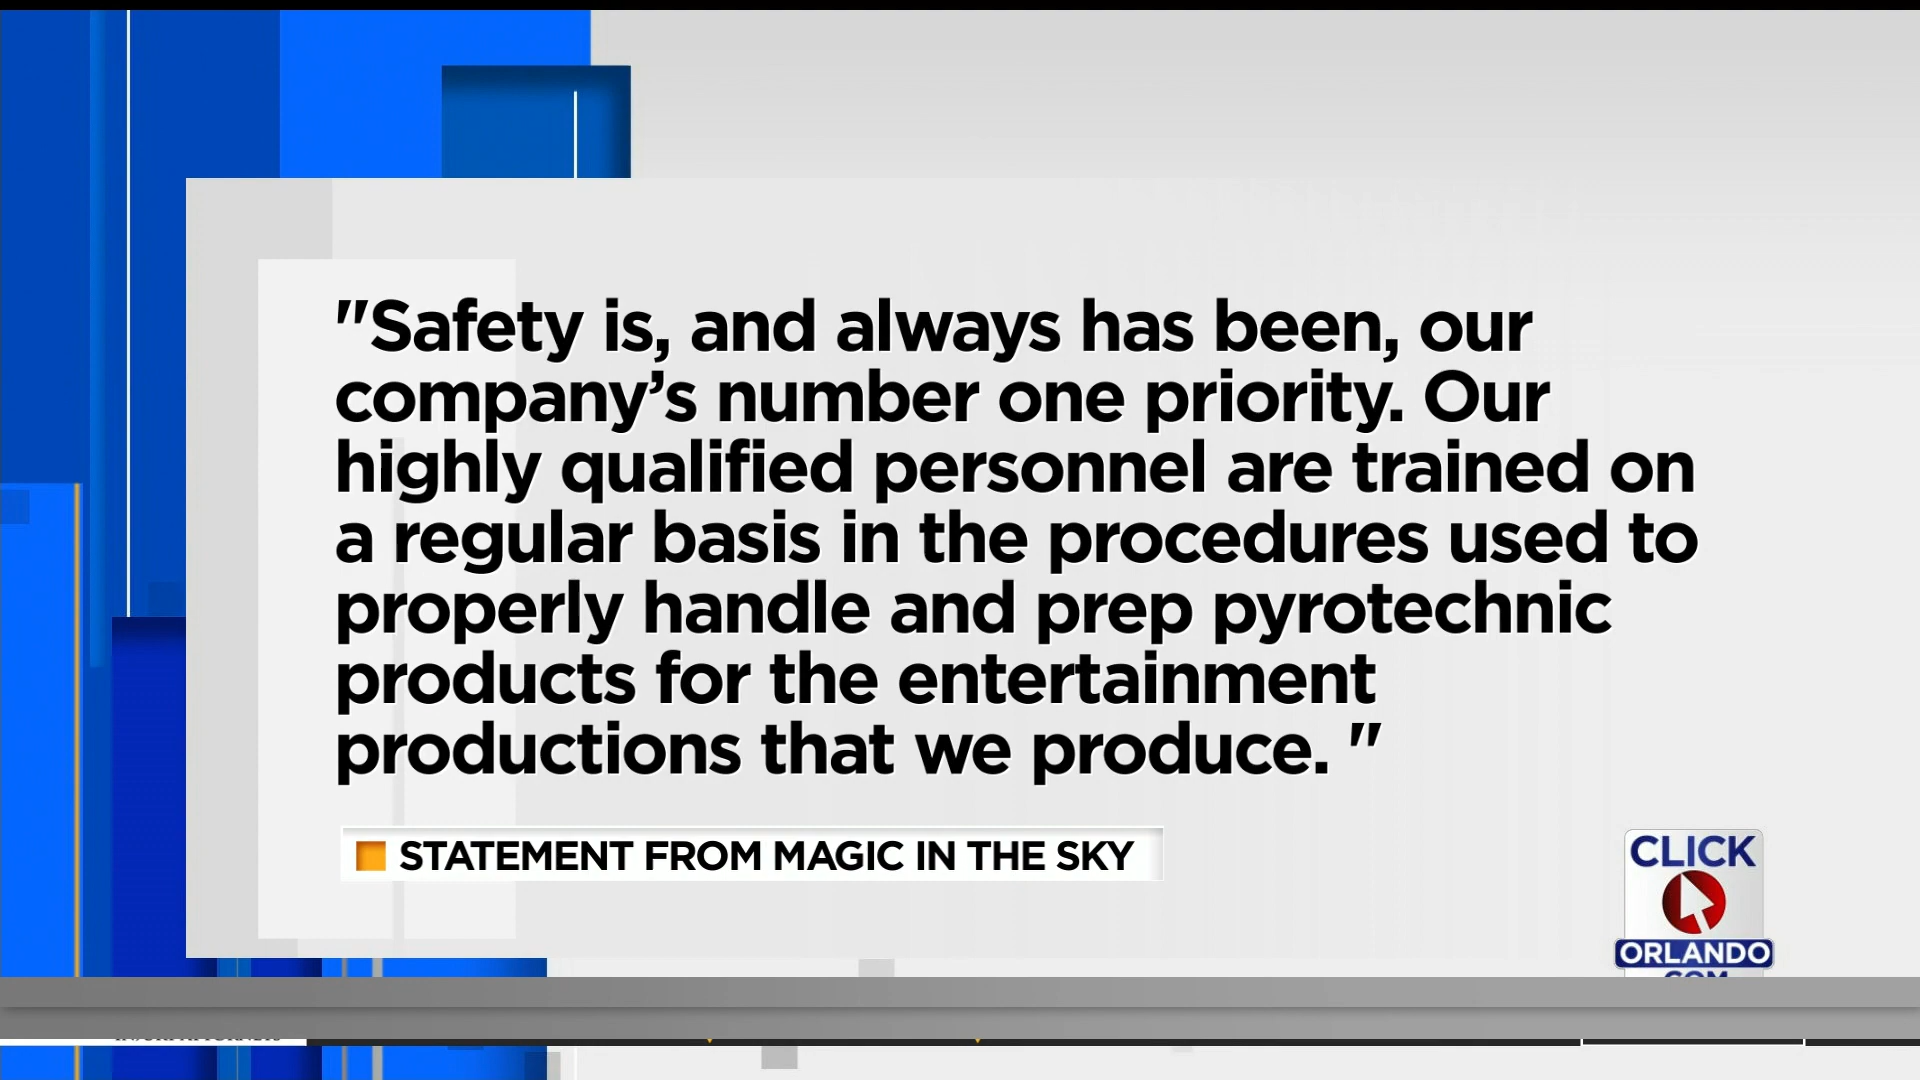 "Safety is, and always has been, our
company’s number one priority. Our
highly qualified personnel are trained on
a regular basis in the procedures used to
properly handle and prep pyrotechnic
products for the entertainment
productions that we produce. "
STATEMENT FROM MAGIC IN THE SKY
CLICK
ORLANDO
.COM